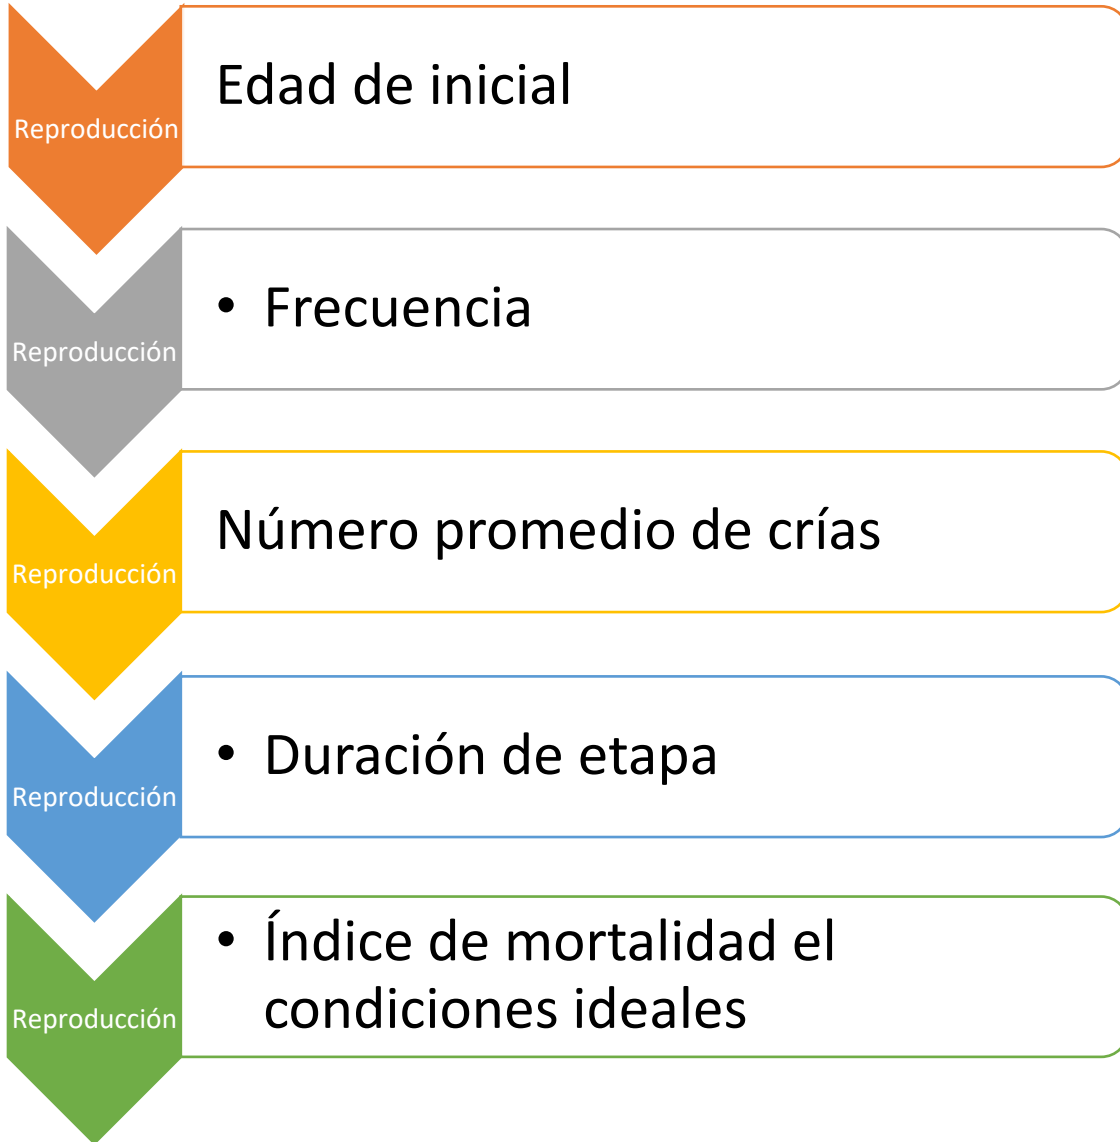 Reproducción
Edad de inicial
Reproducción
• Frecuencia
Reproducción
Número promedio de crías
Reproducción
• Duración de etapa
Reproducción
• Índice de mortalidad el
condiciones ideales